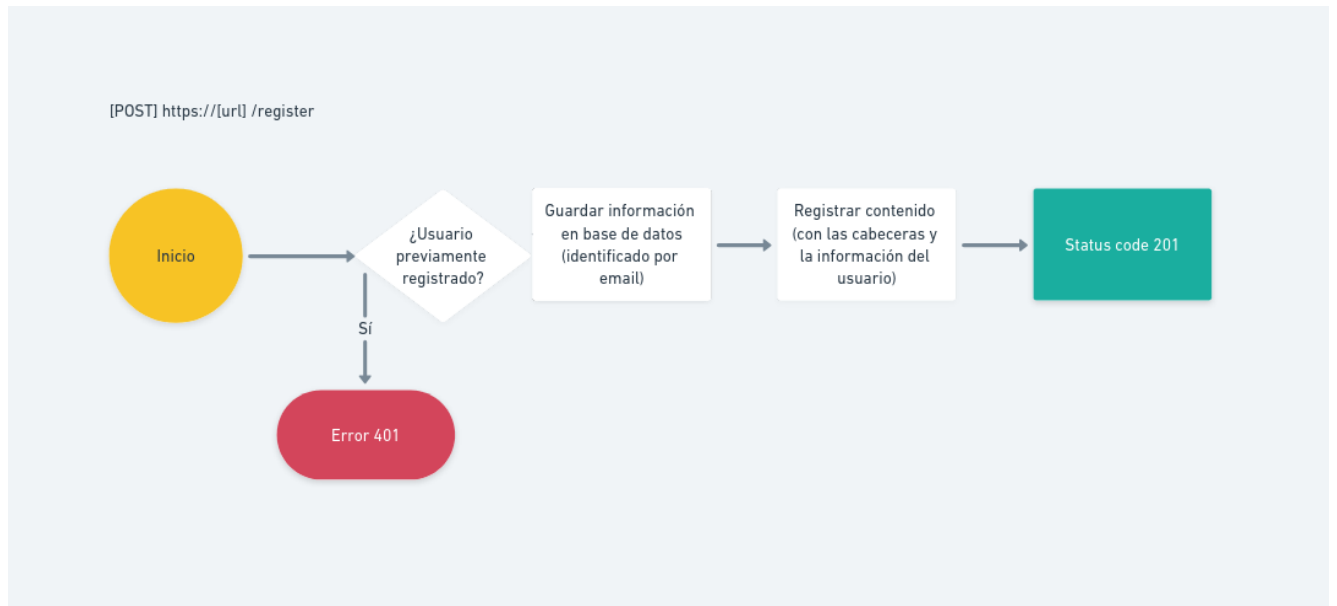 [POST] https://[url] /register
Inicio
¿Usuario
previamente
registrado?
Guardar información
en base de datos
(identificado por
email)
Registrar contenido
(con las cabeceras y
la información del
usuario)
Status code 201
Sí
Error 401